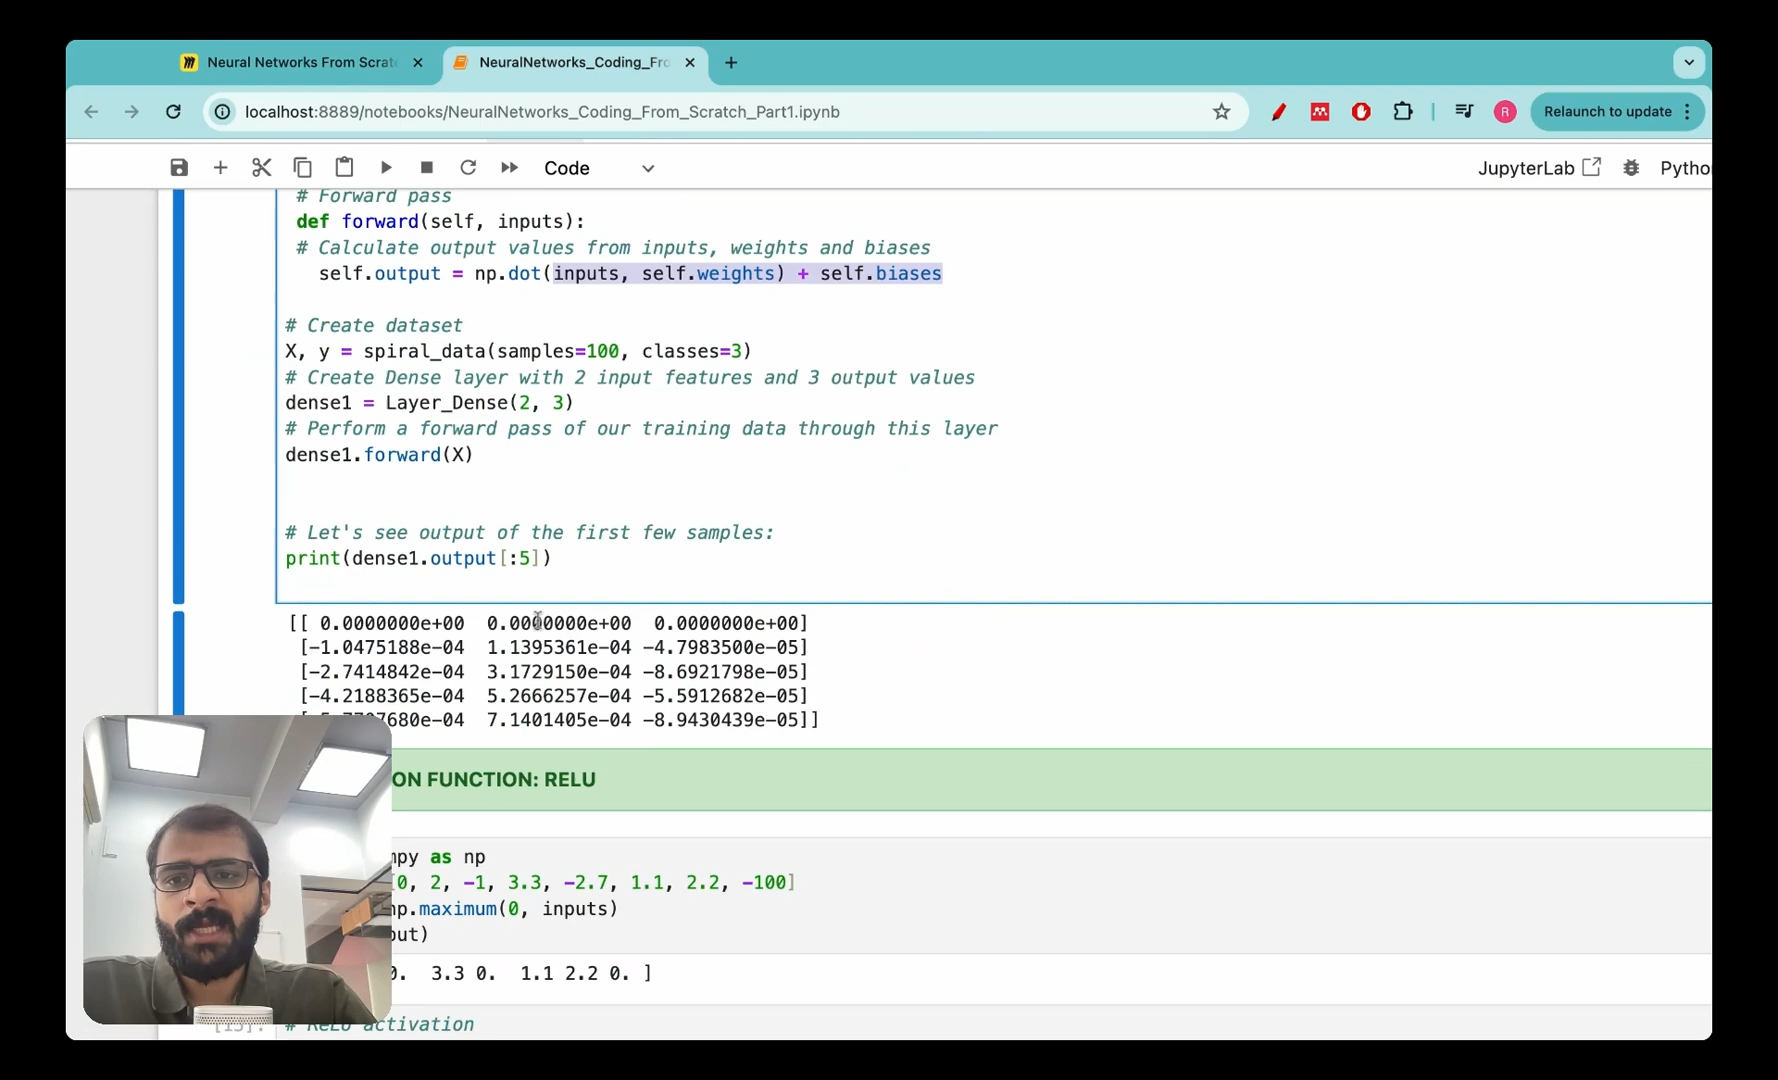 Neural Networks From Scrat
NeuralNetworks_Coding_Fro
localhost:8889/notebooks/NeuralNetworks_Coding_From_Scratch_Part1.ipynb
R
Relaunch to update
Code
JupyterLab
Pytho
# Forward pass
def forward(self, inputs):
# Calculate output values from inputs, weights and biases
self.output = np.dot(inputs, self.weights) + self.biases
# Create dataset
X, y = spiral_data(samples=100, classes=3)
# Create Dense layer with 2 input features and 3 output values
dense1 = Layer_Dense(2, 3)
# Perform a forward pass of our training data through this layer
dense1.forward(X)
# Let's see output of the first few samples:
print(dense1.output[:5])
[[ 0.0000000e+00 0.0000000e+00 0.0000000e+00]
[-1.0475188e-04 1.1395361e-04 -4.7983500e-05]
[-2.7414842e-04 3.1729150e-04 -8.6921798e-05]
[-4.2188365e-04 5.2666257e-04 -5.5912682e-05]
7680e-04 7.1401405e-04 -8.9430439e-05]]
ON FUNCTION: RELU
mpy as np
[0, 2, -1, 3.3, -2.7, 1.1, 2.2, -100]
np.maximum(0, inputs)
out)
0. 3.3 0. 1.1 2.2 0. ]
# ReLU activation